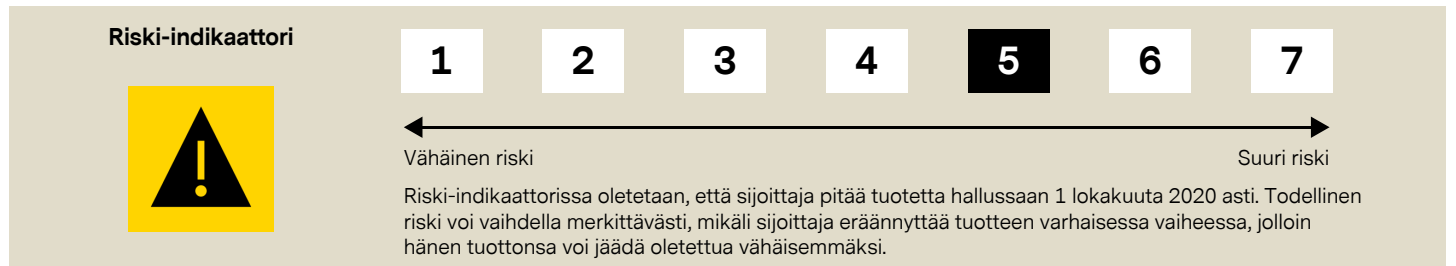 Riski-indikaattori
1 2 3 4 5 6 7
Vähäinen riski Suuri riski
Riski-indikaattorissa oletetaan, että sijoittaja pitää tuotetta hallussaan 1 lokakuuta 2020 asti. Todellinen
riski voi vaihdella merkittävästi, mikäli sijoittaja eräännyttää tuotteen varhaisessa vaiheessa, jolloin
hänen tuottonsa voi jäädä oletettua vähäisemmäksi.